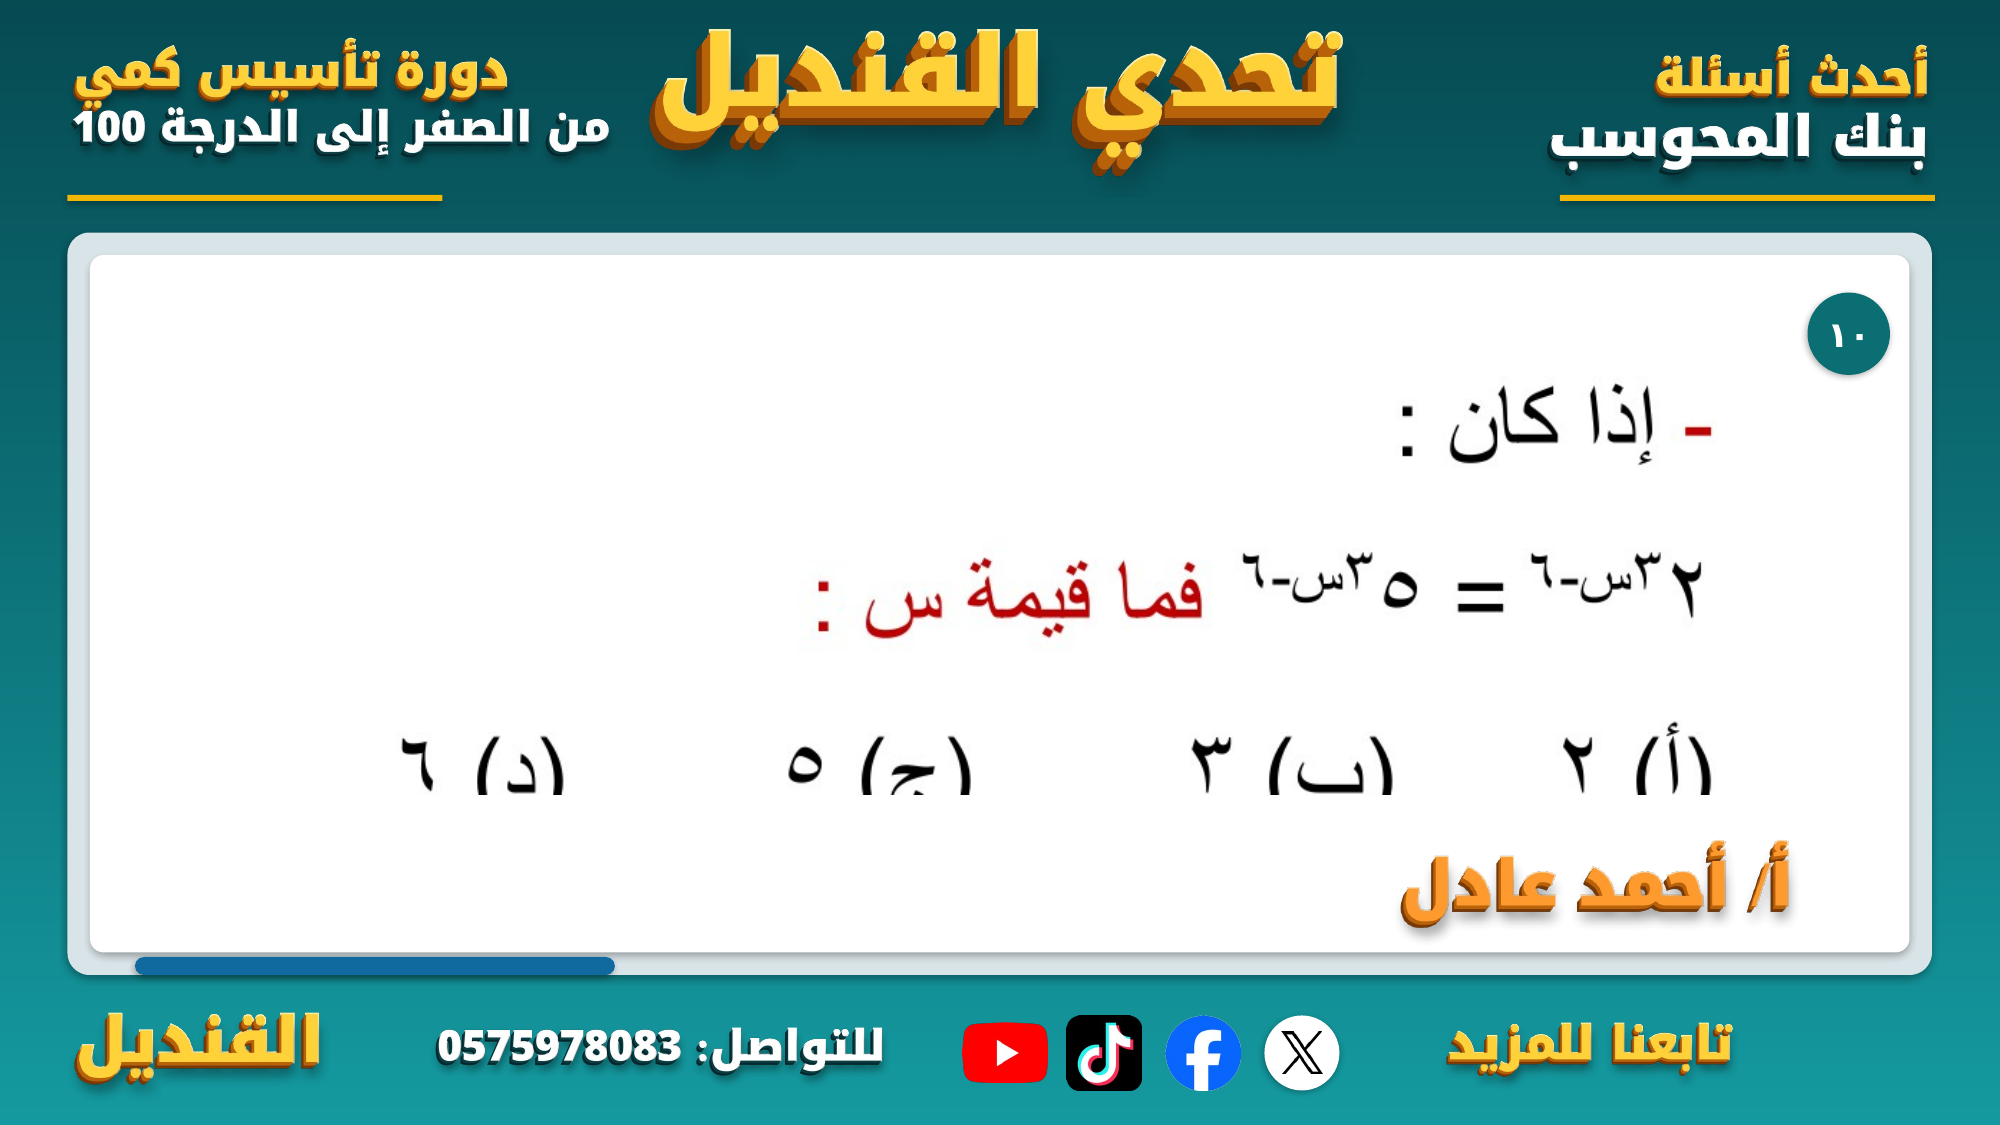 أحدث أسئلة
بنك المحوسب
تحدي القنديل
دورة تأسيس كمي
من الصفر إلى الدرجة 100
١٠
- إذا كان :
٢^٣س-٦ = ٥^٣س-٦ فما قيمة س :
(أ) ٢ (ب) ٣ (ج) ٥ (د) ٦
أ/ أحمد عادل
تابعنا للمزيد
للتواصل: 0575978083
القنديل